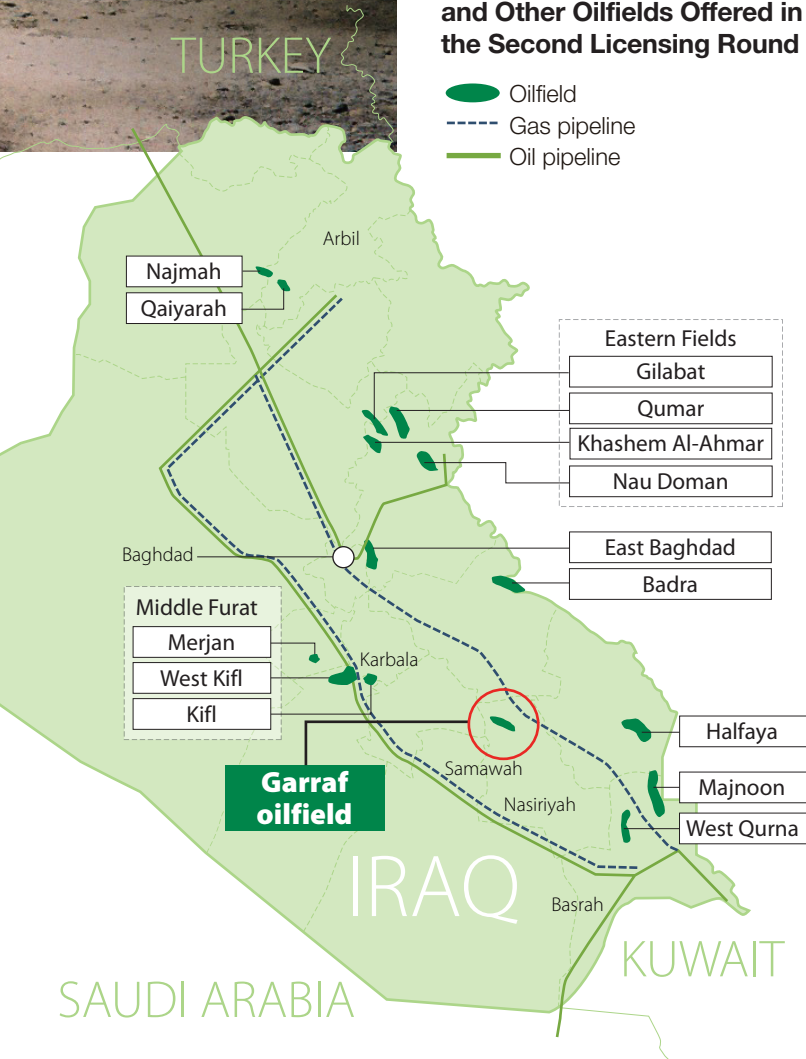 and Other Oilfields Offered in
the Second Licensing Round
TURKEY
Oilfield
Gas pipeline
Oil pipeline
Arbil
Najmah
Qaiyarah
Eastern Fields
Gilabat
Qumar
Khashem Al-Ahmar
Nau Doman
Baghdad
East Baghdad
Badra
Middle Furat
Merjan
West Kifl
Kifl
Karbala
Halfaya
Garraf
oilfield
Samawah
Majnoon
Nasiriyah
West Qurna
IRAQ
Basrah
KUWAIT
SAUDI ARABIA